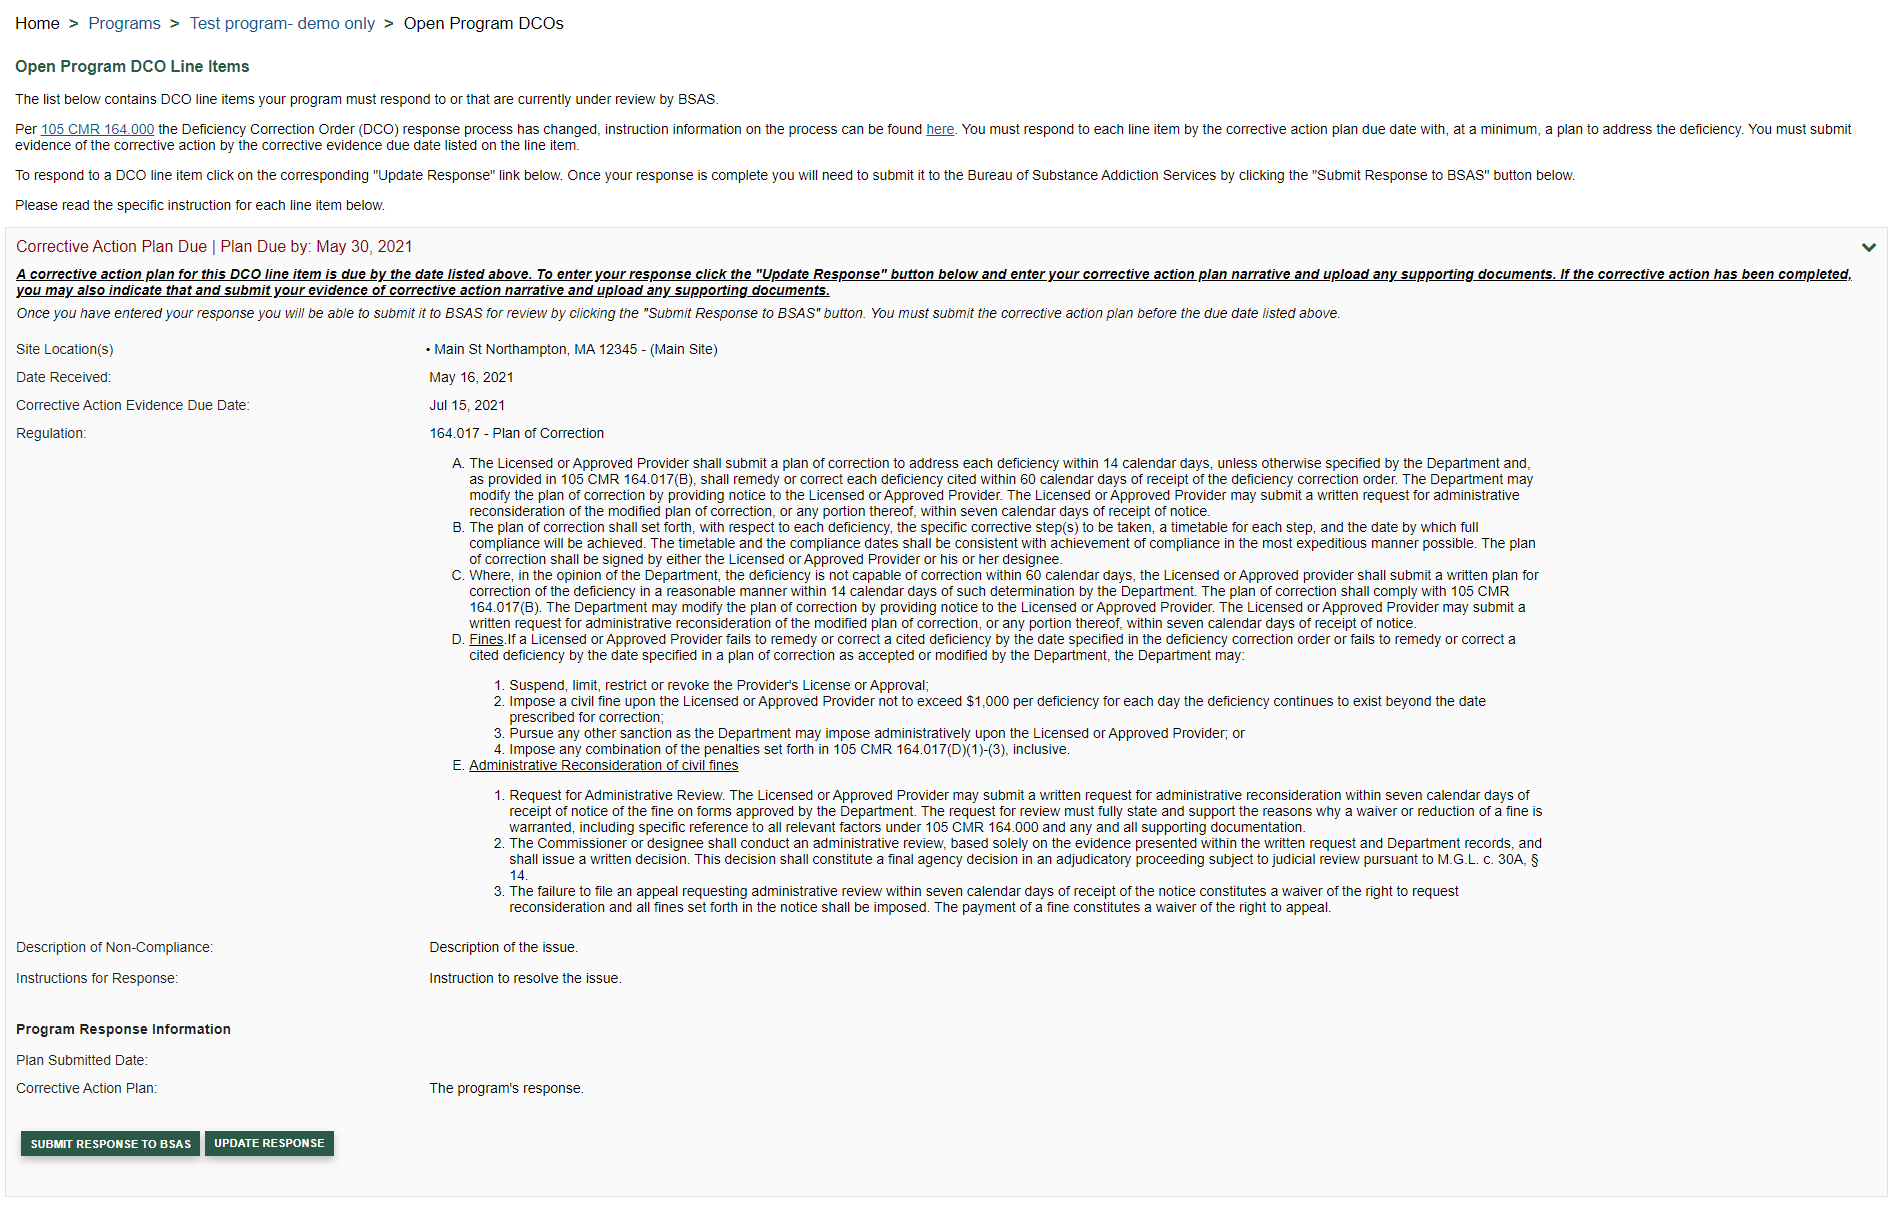 Home > Programs > Test program- demo only > Open Program DCOs
Open Program DCO Line Items
The list below contains DCO line items your program must respond to or that are currently under review by BSAS.
Per 105 CMR 164.000 the Deficiency Correction Order (DCO) response process has changed, instruction information on the process can be found here. You must respond to each line item by the corrective action plan due date with, at a minimum, a plan to address the deficiency. You must submit
evidence of the corrective action by the corrective evidence due date listed on the line item.
To respond to a DCO line item click on the corresponding "Update Response" link below. Once your response is complete you will need to submit it to the Bureau of Substance Addiction Services by clicking the "Submit Response to BSAS" button below.
Please read the specific instruction for each line item below.
Corrective Action Plan Due | Plan Due by: May 30, 2021
A corrective action plan for this DCO line item is due by the date listed above. To enter your response click the "Update Response" button below and enter your corrective action plan narrative and upload any supporting documents. If the corrective action has been completed,
you may also indicate that and submit your evidence of corrective action narrative and upload any supporting documents.
Once you have entered your response you will be able to submit it to BSAS for review by clicking the "Submit Response to BSAS" button. You must submit the corrective action plan before the due date listed above.
Site Location(s) • Main St Northampton, MA 12345 - (Main Site)
Date Received: May 16, 2021
Corrective Action Evidence Due Date: Jul 15, 2021
Regulation: 164.017 - Plan of Correction
A. The Licensed or Approved Provider shall submit a plan of correction to address each deficiency within 14 calendar days, unless otherwise specified by the Department and,
as provided in 105 CMR 164.017(B), shall remedy or correct each deficiency cited within 60 calendar days of receipt of the deficiency correction order. The Department may
modify the plan of correction by providing notice to the Licensed or Approved Provider. The Licensed or Approved Provider may submit a written request for administrative
reconsideration of the modified plan of correction, or any portion thereof, within seven calendar days of receipt of notice.
B. The plan of correction shall set forth, with respect to each deficiency, the specific corrective step(s) to be taken, a timetable for each step, and the date by which full
compliance will be achieved. The timetable and the compliance dates shall be consistent with achievement of compliance in the most expeditious manner possible. The plan
of correction shall be signed by either the Licensed or Approved Provider or his or her designee.
C. Where, in the opinion of the Department, the deficiency is not capable of correction within 60 calendar days, the Licensed or Approved provider shall submit a written plan for
correction of the deficiency in a reasonable manner within 14 calendar days of such determination by the Department. The plan of correction shall comply with 105 CMR
164.017(B). The Department may modify the plan of correction by providing notice to the Licensed or Approved Provider. The Licensed or Approved Provider may submit a
written request for administrative reconsideration of the modified plan of correction, or any portion thereof, within seven calendar days of receipt of notice.
D. Fines.If a Licensed or Approved Provider fails to remedy or correct a cited deficiency by the date specified in the deficiency correction order or fails to remedy or correct a
cited deficiency by the date specified in a plan of correction as accepted or modified by the Department, the Department may:
1. Suspend, limit, restrict or revoke the Provider's License or Approval;
2. Impose a civil fine upon the Licensed or Approved Provider not to exceed $1,000 per deficiency for each day the deficiency continues to exist beyond the date
prescribed for correction;
3. Pursue any other sanction as the Department may impose administratively upon the Licensed or Approved Provider; or
4. Impose any combination of the penalties set forth in 105 CMR 164.017(D)(1)-(3), inclusive.
E. Administrative Reconsideration of civil fines
1. Request for Administrative Review. The Licensed or Approved Provider may submit a written request for administrative reconsideration within seven calendar days of
receipt of notice of the fine on forms approved by the Department. The request for review must fully state and support the reasons why a waiver or reduction of a fine is
warranted, including specific reference to all relevant factors under 105 CMR 164.000 and any and all supporting documentation.
2. The Commissioner or designee shall conduct an administrative review, based solely on the evidence presented within the written request and Department records, and
shall issue a written decision. This decision shall constitute a final agency decision in an adjudicatory proceeding subject to judicial review pursuant to M.G.L. c. 30A, §
14.
3. The failure to file an appeal requesting administrative review within seven calendar days of receipt of the notice constitutes a waiver of the right to request
reconsideration and all fines set forth in the notice shall be imposed. The payment of a fine constitutes a waiver of the right to appeal.
Description of Non-Compliance: Description of the issue.
Instructions for Response: Instruction to resolve the issue.
Program Response Information
Plan Submitted Date:
Corrective Action Plan: The program's response.
SUBMIT RESPONSE TO BSAS UPDATE RESPONSE